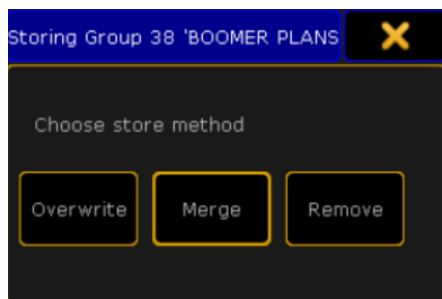 Storing Group 38 'BOOMER PLANS
Choose store method
Overwrite Merge Remove